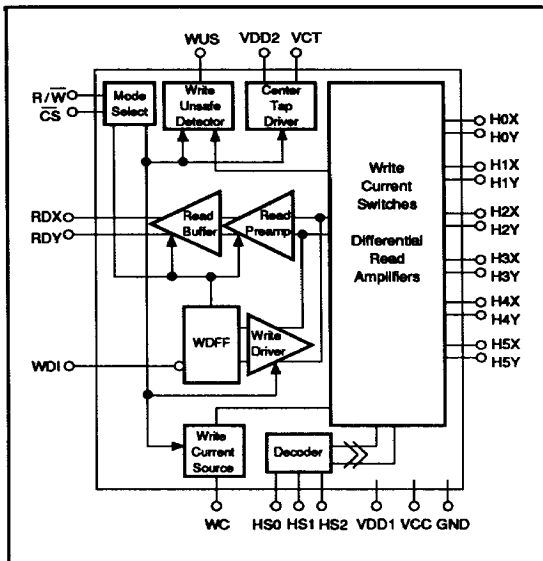 WUS VDD2 VCT
R/W̅
C̅S̅
Mode
Select
Write
Unsafe
Detector
Center
Tap
Driver
H0X
H0Y
H1X
H1Y
H2X
H2Y
H3X
H3Y
H4X
H4Y
H5X
H5Y
Write
Current
Switches
Differential
Read
Amplifiers
RDX
RDY
Read
Buffer
Read
Preamp
WDFF
Write
Driver
WDI
Write
Current
Source
Decoder
WC HS0 HS1 HS2 VDD1 VCC GND